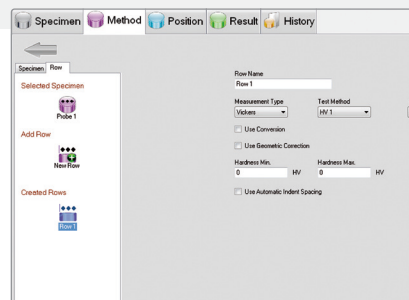 Specimen Method Position Result History
Specimen Row
Selected Specimen
Probe 1
Add Row
New Row
Created Rows
Row 1
Row Name
Row 1
Measurement Type Test Method
Vickers HV 1
Use Conversion
Use Geometric Correction
Hardness Min. Hardness Max.
0 HV 0 HV
Use Automatic Indent Spacing